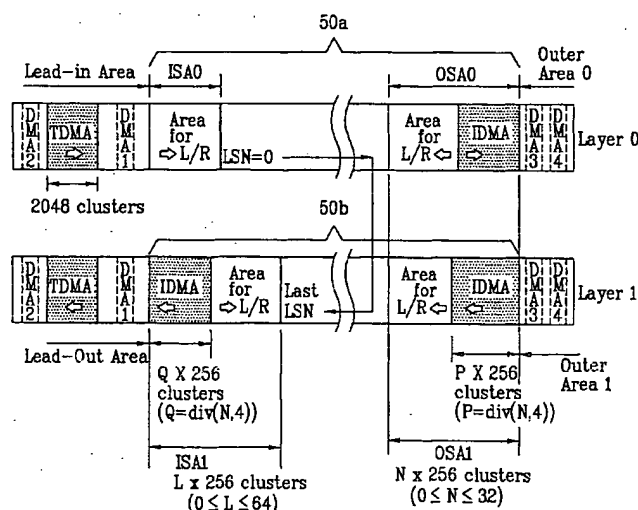 50a
Lead-in Area
ISA0
OSA0
Outer Area 0
DMA2
TDMA
DMA1
Area for L/R
LSN=0
Area for L/R
IDMA
DMA3
DMA4
Layer 0
2048 clusters
50b
DMA2
TDMA
DMA1
IDMA
Area for L/R
Last LSN
Area for L/R
IDMA
DMA3
DMA4
Layer 1
Lead-Out Area
Q X 256 clusters (Q=div(N,4))
P X 256 clusters (P=div(N,4))
Outer Area 1
ISA1
L x 256 clusters (0 ≤ L ≤ 64)
OSA1
N x 256 clusters (0 ≤ N ≤ 32)